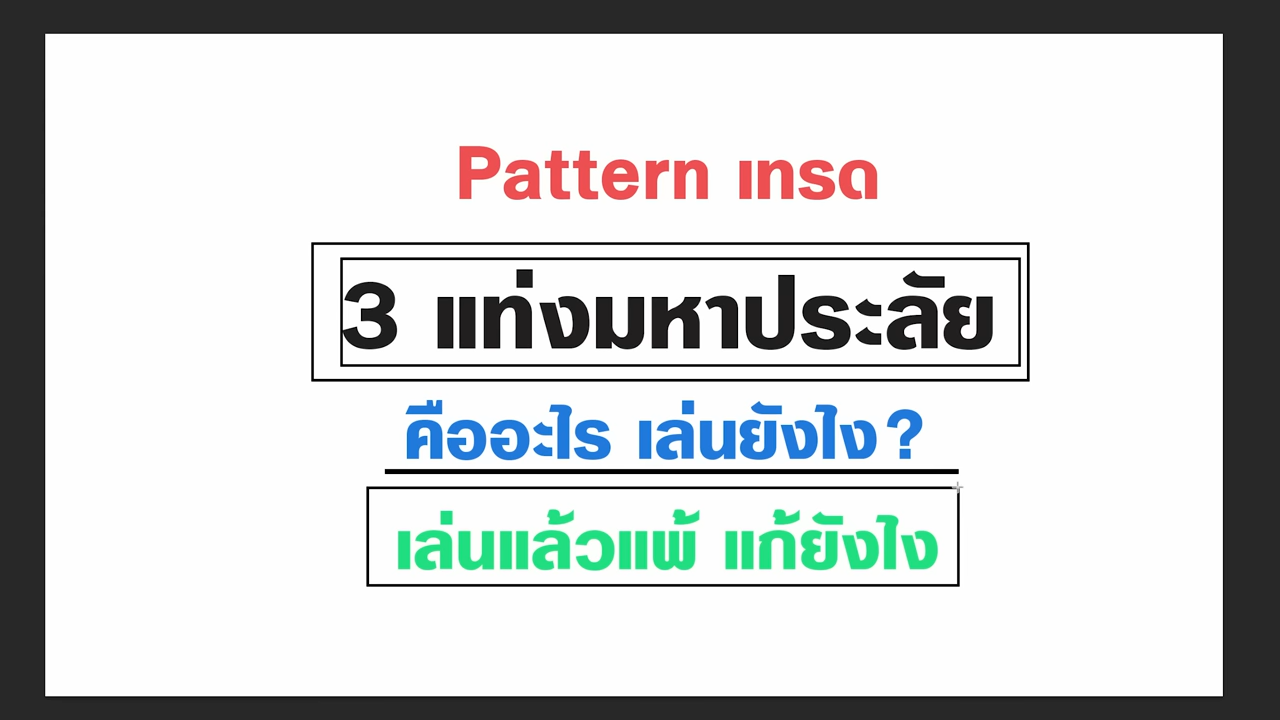 Pattern เทรด
3 แท่งมหาประลัย
คืออะไร เล่นยังไง?
เล่นแล้วแพ้ แก้ยังไง